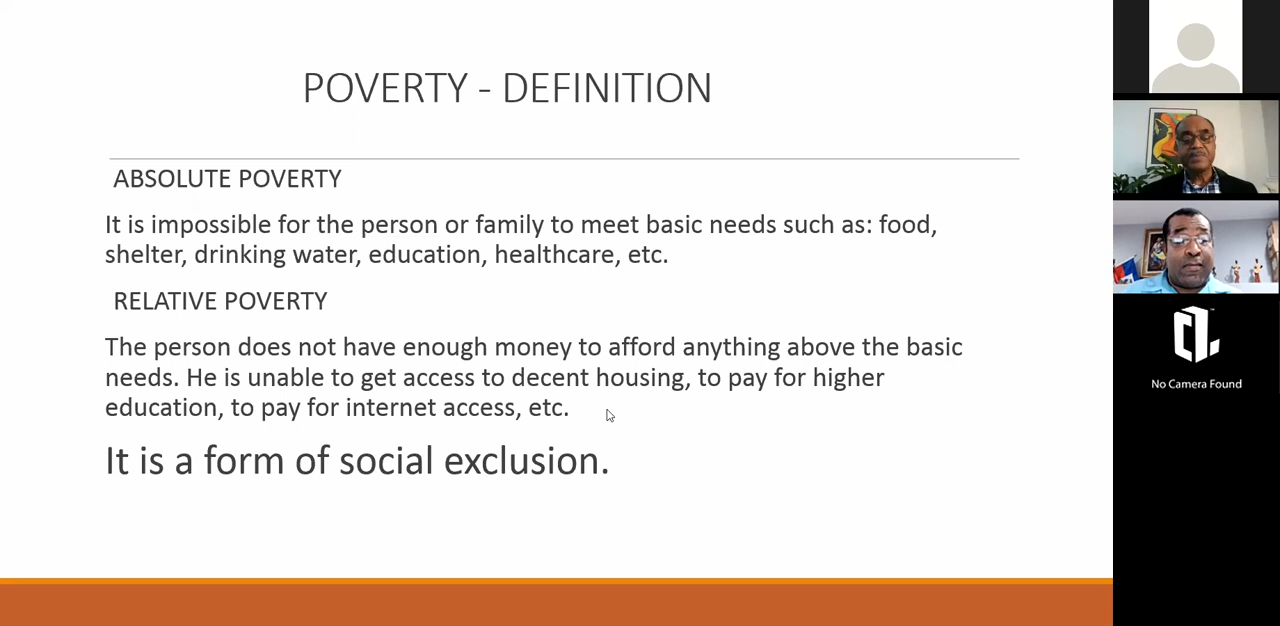 POVERTY - DEFINITION
ABSOLUTE POVERTY
It is impossible for the person or family to meet basic needs such as: food,
shelter, drinking water, education, healthcare, etc.
RELATIVE POVERTY
The person does not have enough money to afford anything above the basic
needs. He is unable to get access to decent housing, to pay for higher
education, to pay for internet access, etc.
It is a form of social exclusion.
No Camera Found